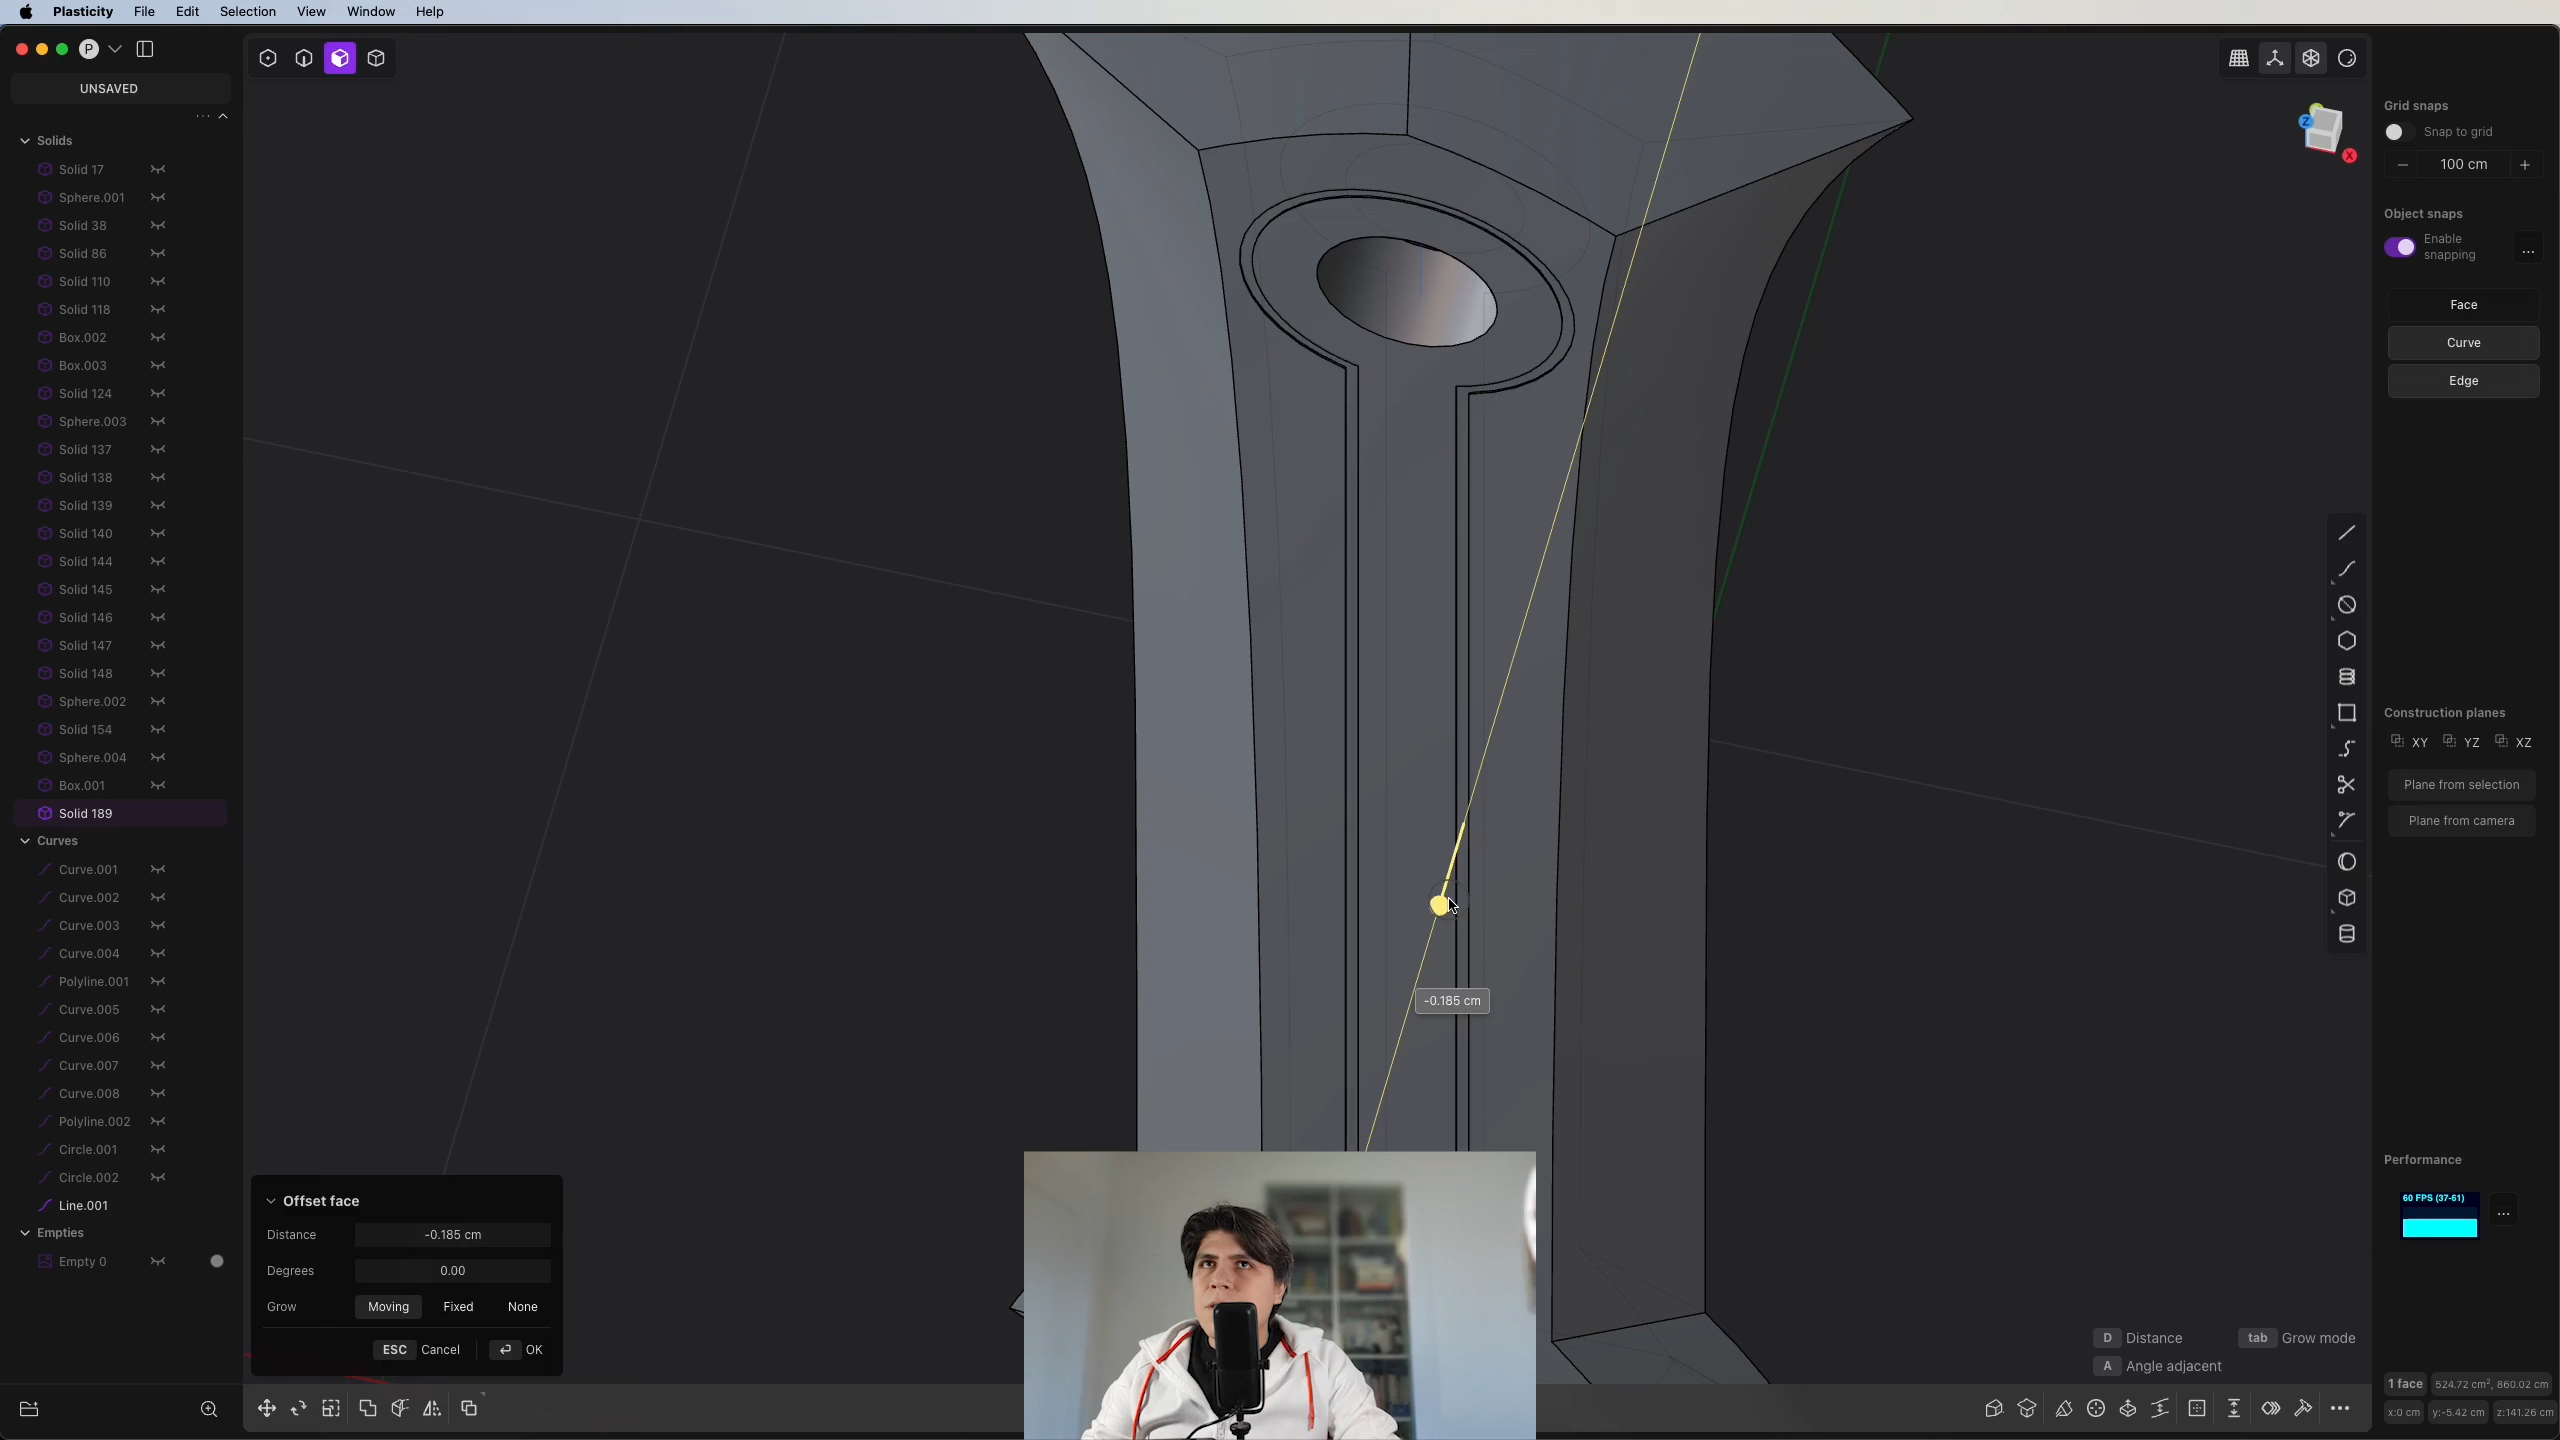 Plasticity File Edit Selection View Window Help
P
UNSAVED
...
Solids
Solid 17
Sphere.001
Solid 38
Solid 86
Solid 110
Solid 118
Box.002
Box.003
Solid 124
Sphere.003
Solid 137
Solid 138
Solid 139
Solid 140
Solid 144
Solid 145
Solid 146
Solid 147
Solid 148
Sphere.002
Solid 154
Sphere.004
Box.001
Solid 189
Curves
Curve.001
Curve.002
Curve.003
Curve.004
Polyline.001
Curve.005
Curve.006
Curve.007
Curve.008
Polyline.002
Circle.001
Circle.002
Line.001
Empties
Empty 0
Offset face
Distance -0.185 cm
Degrees 0.00
Grow Moving Fixed None
ESC Cancel OK
-0.185 cm
Z
X
D Distance tab Grow mode
A Angle adjacent
Grid snaps
Snap to grid
− 100 cm +
Object snaps
Enable
snapping
...
Face
Curve
Edge
Construction planes
XY YZ XZ
Plane from selection
Plane from camera
Performance
60 FPS (37-61)
...
1 face 524.72 cm², 860.02 cm
x:0 cm y:-5.42 cm z:141.26 cm